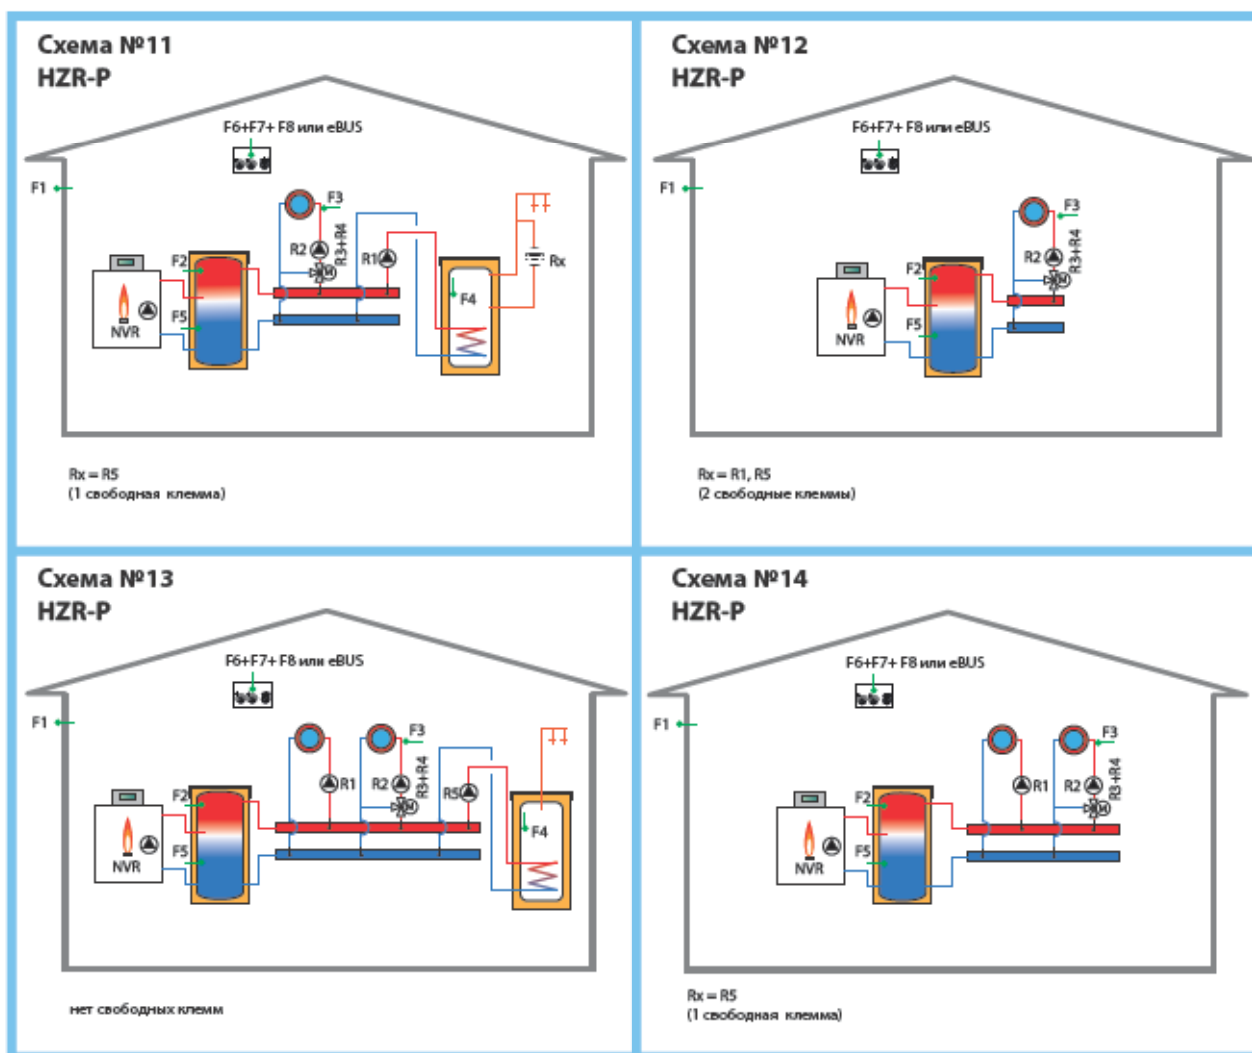 Схема №11
HZR-P
F6+F7+ F8 или eBUS
F1
F3
R2
R3+R4
R1
Rx
F2
F4
F5
NVR
Rx = R5
(1 свободная клемма)
Схема №12
HZR-P
F6+F7+ F8 или eBUS
F1
F3
R2
R3+R4
F2
F5
NVR
Rx = R1, R5
(2 свободные клеммы)
Схема №13
HZR-P
F6+F7+ F8 или eBUS
F1
F3
R1
R2
R3+R4
R5
F2
F4
F5
NVR
нет свободных клемм
Схема №14
HZR-P
F6+F7+ F8 или eBUS
F1
F3
R1
R2
R3+R4
F2
F5
NVR
Rx = R5
(1 свободная клемма)